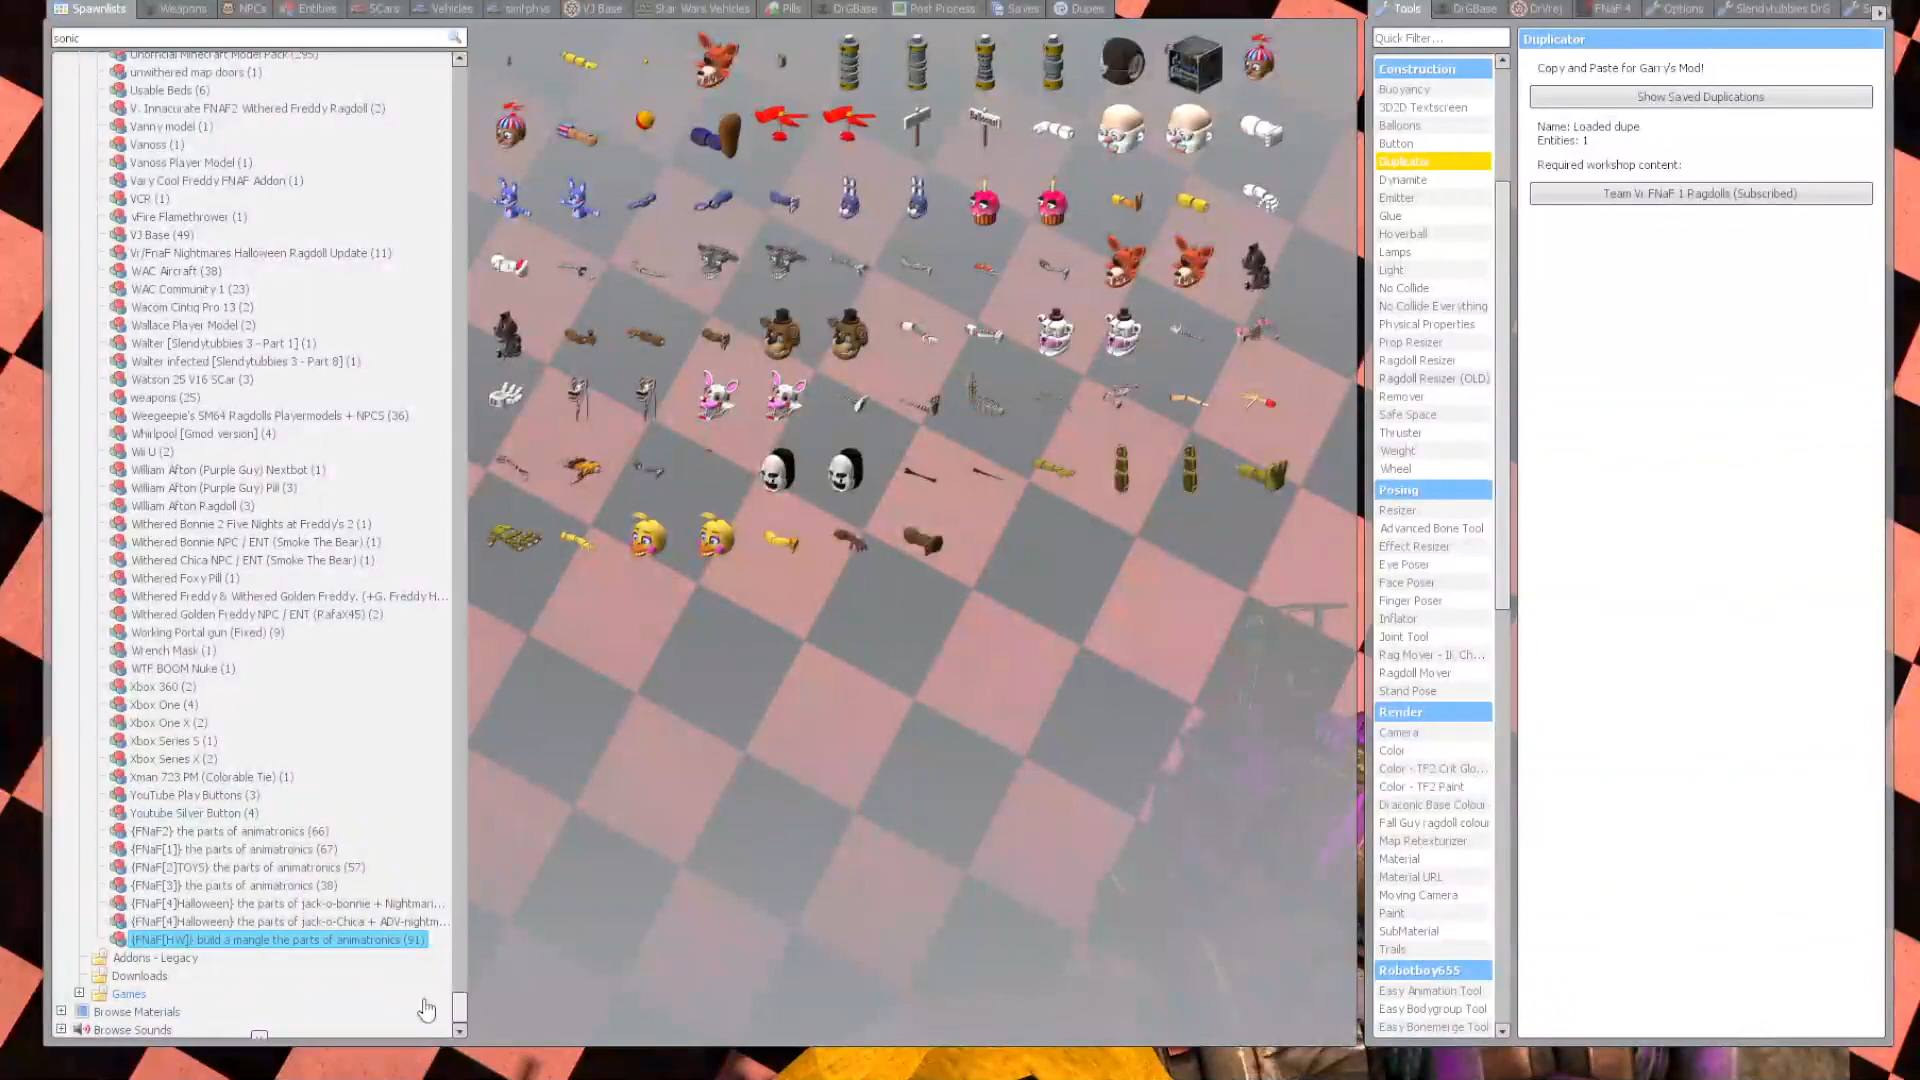 Spawnlists Weapons NPCs Entities SCars Vehicles simfphys VJ Base Star Wars Vehicles Pills DrGBase Post Process Saves Dupes
sonic
Unofficial Minecraft Model Pack (295)
unwithered map doors (1)
Usable Beds (6)
V. Innacurate FNAF2 Withered Freddy Ragdoll (2)
Vanny model (1)
Vanoss (1)
Vanoss Player Model (1)
Vary Cool Freddy FNAF Addon (1)
VCR (1)
vFire Flamethrower (1)
VJ Base (49)
Vr/FnaF Nightmares Halloween Ragdoll Update (11)
WAC Aircraft (38)
WAC Community 1 (23)
Wacom Cintiq Pro 13 (2)
Wallace Player Model (2)
Walter [Slendytubbies 3 - Part 1] (1)
Walter infected [Slendytubbies 3 - Part 8] (1)
Watson 25 V16 SCar (3)
weapons (25)
Weegeepie's SM64 Ragdolls Playermodels + NPCS (36)
Whirlpool [Gmod version] (4)
Wii U (2)
William Afton (Purple Guy) Nextbot (1)
William Afton (Purple Guy) Pill (3)
William Afton Ragdoll (3)
Withered Bonnie 2 Five Nights at Freddy's 2 (1)
Withered Bonnie NPC / ENT (Smoke The Bear) (1)
Withered Chica NPC / ENT (Smoke The Bear) (1)
Withered Foxy Pill (1)
Withered Freddy & Withered Golden Freddy. (+G. Freddy H...
Withered Golden Freddy NPC / ENT (RafaX45) (2)
Working Portal gun (Fixed) (9)
Wrench Mask (1)
WTF BOOM Nuke (1)
Xbox 360 (2)
Xbox One (4)
Xbox One X (2)
Xbox Series S (1)
Xbox Series X (2)
Xman 723 PM (Colorable Tie) (1)
YouTube Play Buttons (3)
Youtube Silver Button (4)
{FNaF2} the parts of animatronics (66)
{FNaF[1]} the parts of animatronics (67)
{FNaF[2]TOYS} the parts of animatronics (57)
{FNaF[3]} the parts of animatronics (38)
{FNaF[4]Halloween} the parts of jack-o-bonnie + Nightmari...
{FNaF[4]Halloween} the parts of jack-o-Chica + ADV-nightm...
{FNaF[HW]} build a mangle the parts of animatronics (91)
Addons - Legacy
Downloads
Games
Browse Materials
Browse Sounds
Balloons!
Tools DrGBase DrVrej FNaF 4 Options Slendytubbies DrG
Quick Filter...
Construction
Buoyancy
3D2D Textscreen
Balloons
Button
Duplicator
Dynamite
Emitter
Glue
Hoverball
Lamps
Light
No Collide
No Collide Everything
Physical Properties
Prop Resizer
Ragdoll Resizer
Ragdoll Resizer (OLD)
Remover
Safe Space
Thruster
Weight
Wheel
Posing
Resizer
Advanced Bone Tool
Effect Resizer
Eye Poser
Face Poser
Finger Poser
Inflator
Joint Tool
Rag Mover - IK Ch...
Ragdoll Mover
Stand Pose
Render
Camera
Color
Color - TF2 Crit Glo...
Color - TF2 Paint
Draconic Base Colour
Fall Guy ragdoll colour
Map Retexturizer
Material
Material URL
Moving Camera
Paint
SubMaterial
Trails
Robotboy655
Easy Animation Tool
Easy Bodygroup Tool
Easy Bonemerge Tool
Duplicator
Copy and Paste for Garry's Mod!
Show Saved Duplications
Name: Loaded dupe
Entities: 1
Required workshop content:
Team Vr FNaF 1 Ragdolls (Subscribed)